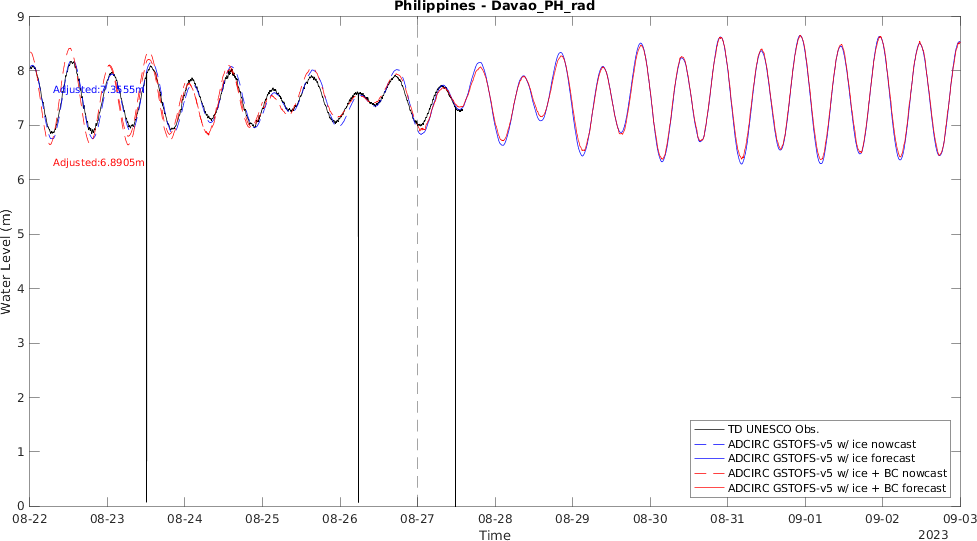 Philippines - Davao_PH_rad
9
8
7
6
5
4
3
2
1
0
Water Level (m)
Adjusted:7.3555m
Adjusted:6.8905m
TD UNESCO Obs.
ADCIRC GSTOFS-v5 w/ ice nowcast
ADCIRC GSTOFS-v5 w/ ice forecast
ADCIRC GSTOFS-v5 w/ ice + BC nowcast
ADCIRC GSTOFS-v5 w/ ice + BC forecast
08-22 08-23 08-24 08-25 08-26 08-27 08-28 08-29 08-30 08-31 09-01 09-02 09-03
Time
2023